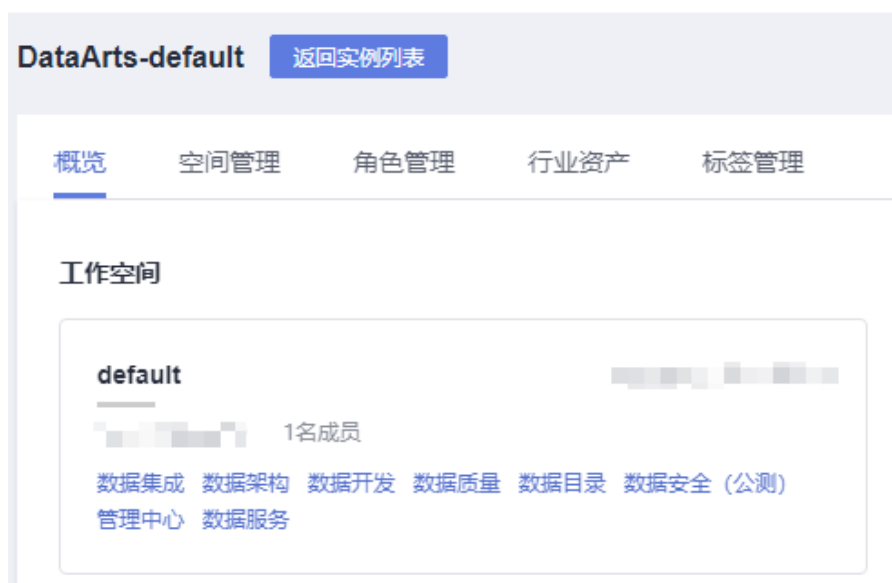 DataArts-default 返回实例列表
概览 空间管理 角色管理 行业资产 标签管理
工作空间
default
1名成员
数据集成 数据架构 数据开发 数据质量 数据目录 数据安全（公测）
管理中心 数据服务